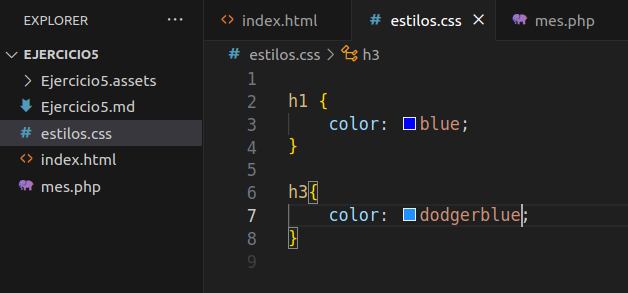 EXPLORER ···
EJERCICIO5
Ejercicio5.assets
Ejercicio5.md
estilos.css
index.html
mes.php
index.html estilos.css mes.php
estilos.css > h3
1
2 h1 {
3 color: blue;
4 }
5
6 h3{
7 color: dodgerblue;
8 }
9